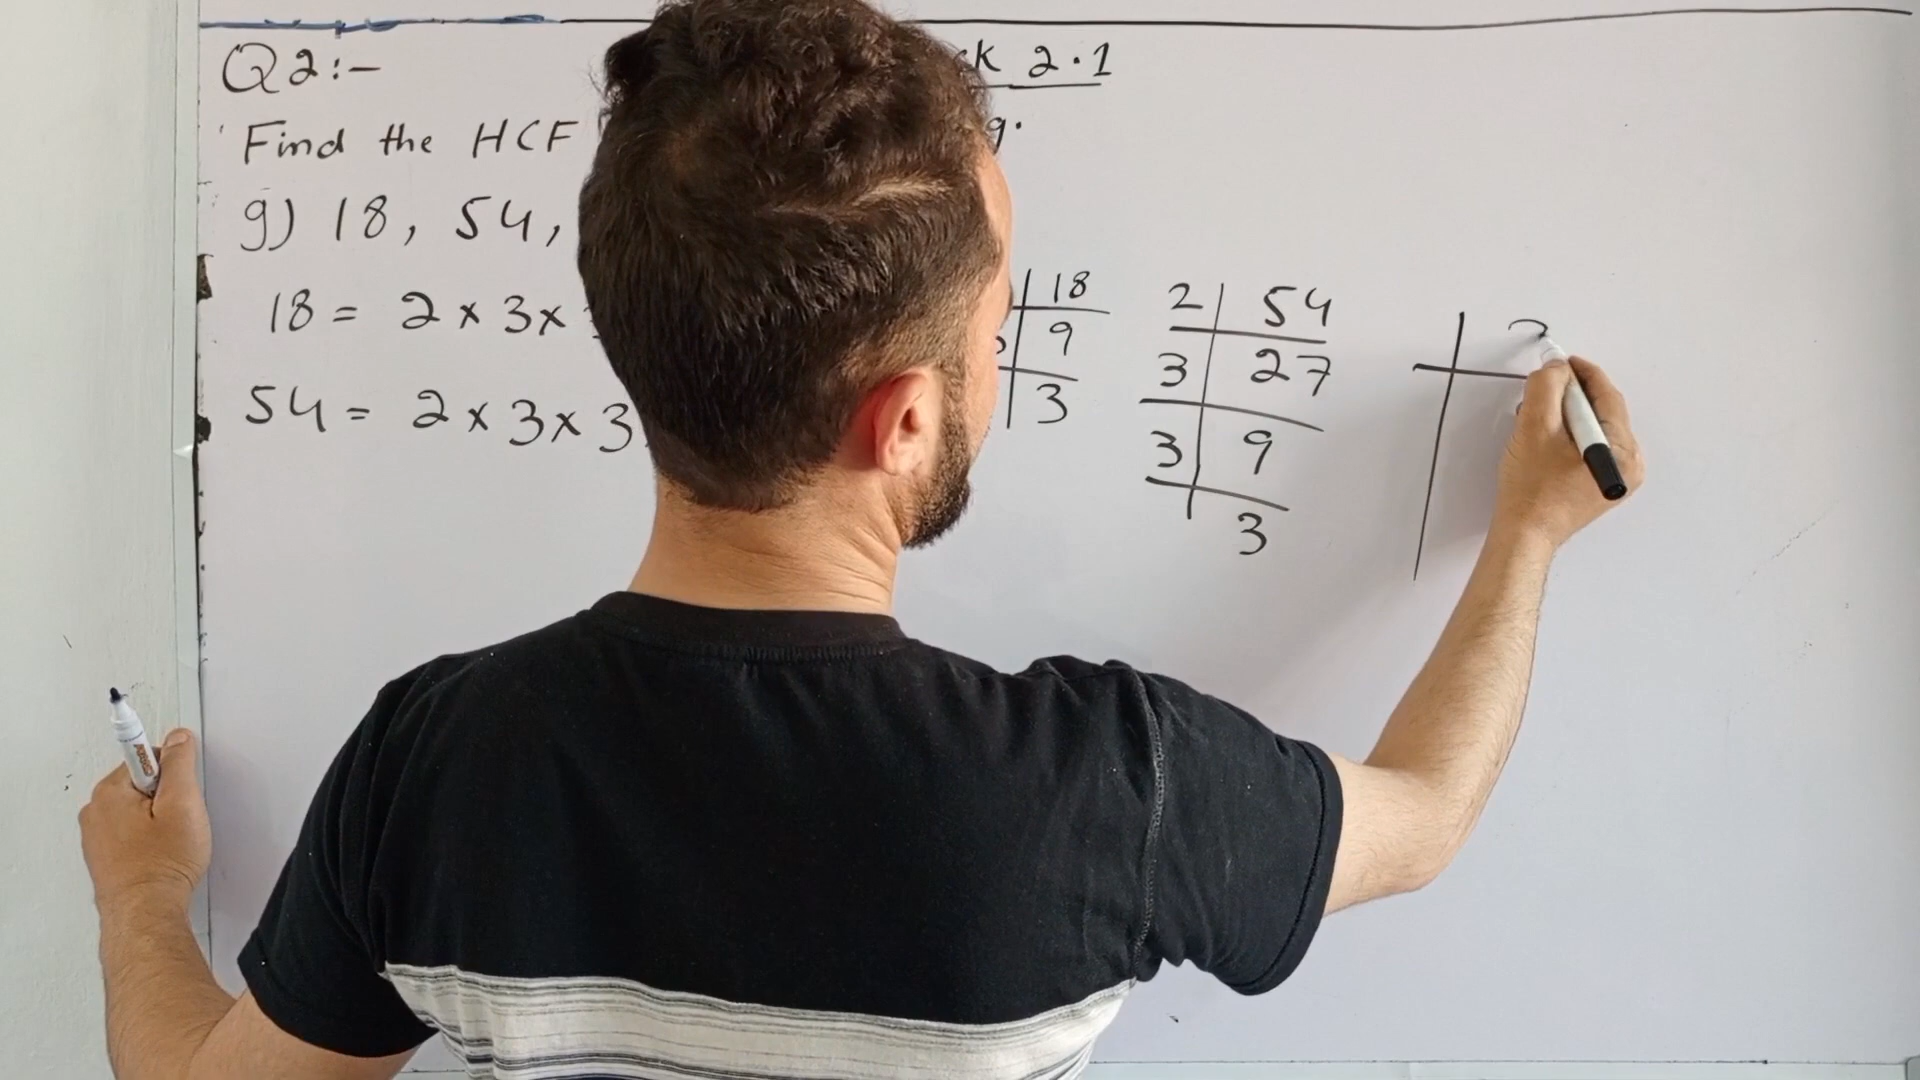 Q2:-
2.1
Find the HCF
g) 18, 54,
18 = 2 x 3 x
54 = 2 x 3 x 3
18
9
3
2 54
3 27
3 9
3